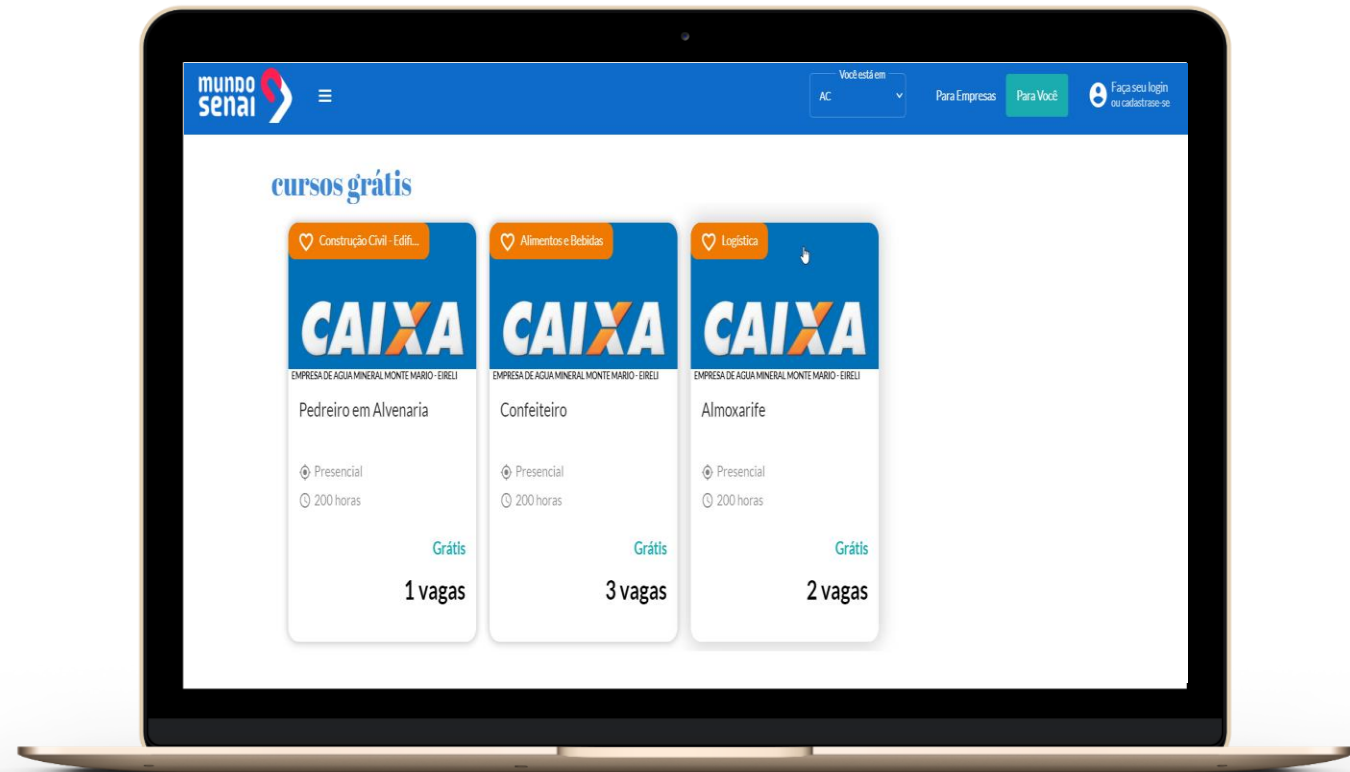 mundo
senai
Você está em
AC
Para Empresas
Para Você
Faça seu login
ou cadastrase-se
cursos grátis
Construção Civil - Edifi...
CAIXA
EMPRESA DE AGUA MINERAL MONTE MARIO - EIRELI
Pedreiro em Alvenaria
Presencial
200 horas
Grátis
1 vagas
Alimentos e Bebidas
CAIXA
EMPRESA DE AGUA MINERAL MONTE MARIO - EIRELI
Confeiteiro
Presencial
200 horas
Grátis
3 vagas
Logística
CAIXA
EMPRESA DE AGUA MINERAL MONTE MARIO - EIRELI
Almoxarife
Presencial
200 horas
Grátis
2 vagas